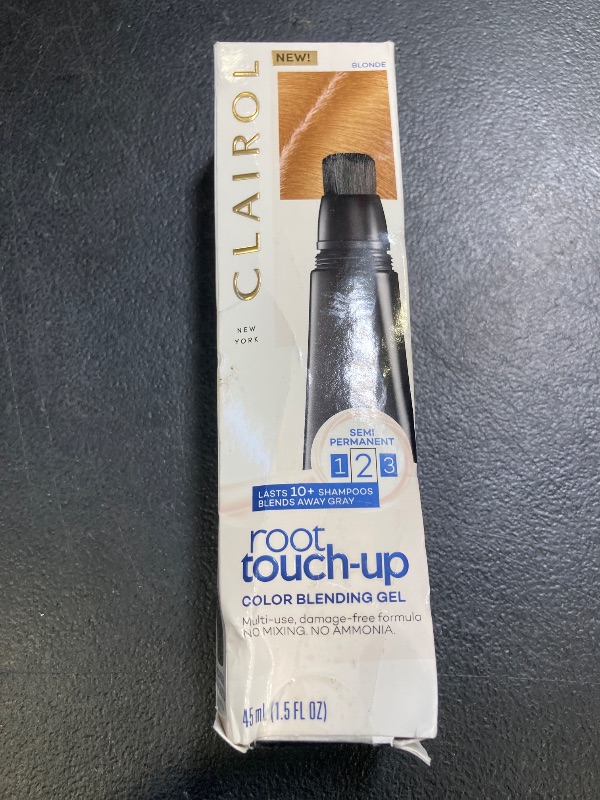 NEW!
BLONDE
CLAIROL
NEW
YORK
SEMI
PERMANENT
1 2 3
LASTS 10+ SHAMPOOS
BLENDS AWAY GRAY
root
touch-up
COLOR BLENDING GEL
Multi-use, damage-free formula
NO MIXING. NO AMMONIA.
45 mL (1.5 FL OZ)